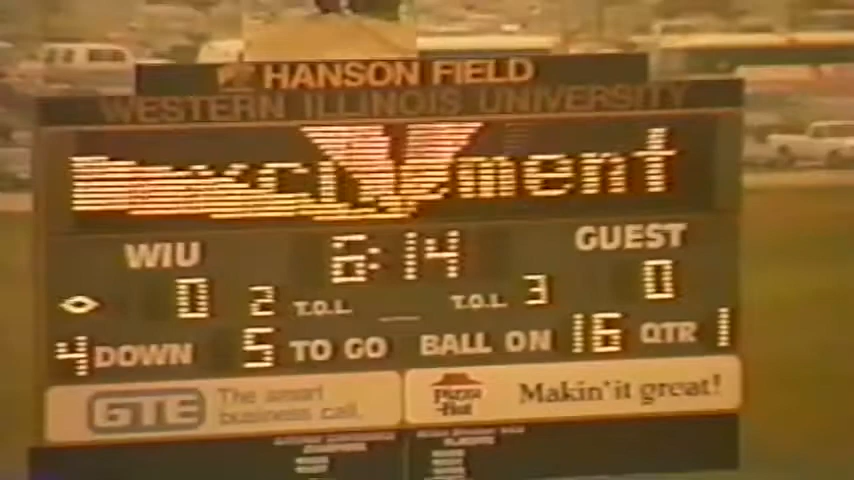 HANSON FIELD
WESTERN ILLINOIS UNIVERSITY
WIU 6:14 GUEST
0 2 T.O.L. T.O.L. 3 0
4 DOWN 5 TO GO BALL ON 16 QTR 1
GTE The smart business call.
Pizza Hut Makin' it great!